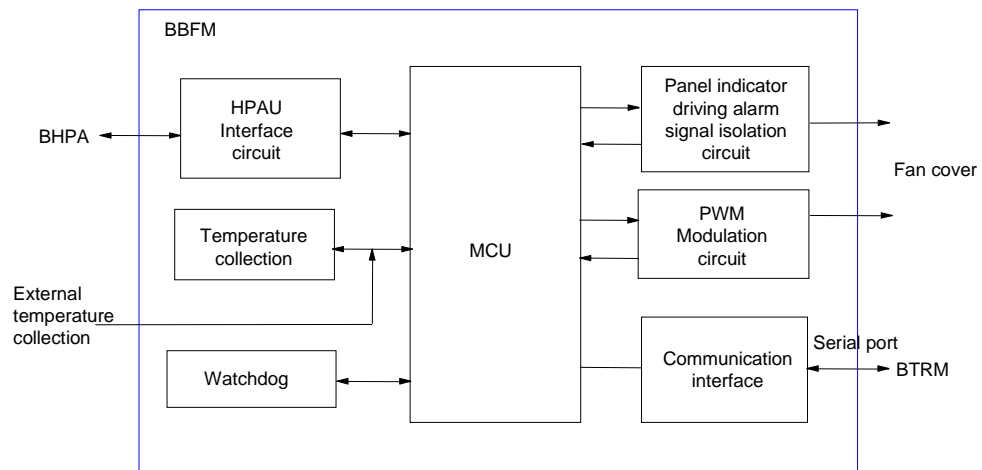 BBFM
HPAU
Interface
circuit
BHPA
Temperature
collection
External
temperature
collection
Watchdog
MCU
Panel indicator
driving alarm
signal isolation
circuit
Fan cover
PWM
Modulation
circuit
Communication
interface
Serial port
BTRM